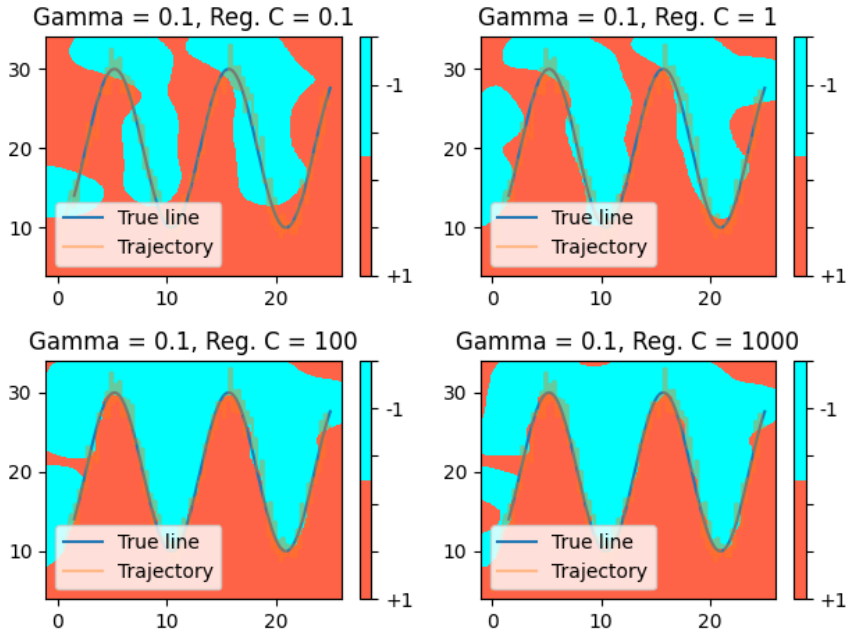 Gamma = 0.1, Reg. C = 0.1
30
20
10
0
10
20
True line
Trajectory
-1
+1
Gamma = 0.1, Reg. C = 1
30
20
10
0
10
20
True line
Trajectory
-1
+1
Gamma = 0.1, Reg. C = 100
30
20
10
0
10
20
True line
Trajectory
-1
+1
Gamma = 0.1, Reg. C = 1000
30
20
10
0
10
20
True line
Trajectory
-1
+1